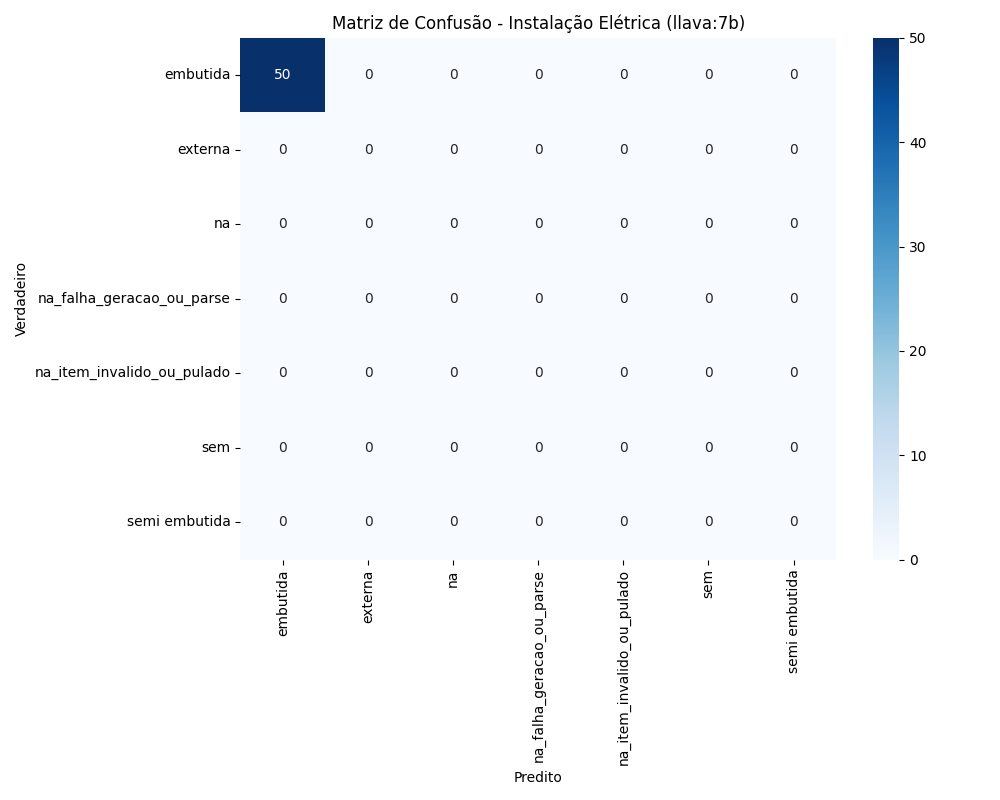 Matriz de Confusão - Instalação Elétrica (llava:7b)
Verdadeiro
embutida 50 0 0 0 0 0 0
externa 0 0 0 0 0 0 0
na 0 0 0 0 0 0 0
na_falha_geracao_ou_parse 0 0 0 0 0 0 0
na_item_invalido_ou_pulado 0 0 0 0 0 0 0
sem 0 0 0 0 0 0 0
semi embutida 0 0 0 0 0 0 0
embutida
externa
na
na_falha_geracao_ou_parse
na_item_invalido_ou_pulado
sem
semi embutida
Predito
50
40
30
20
10
0